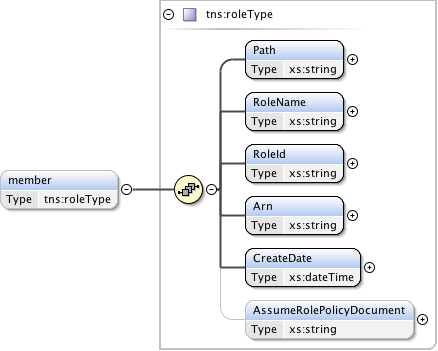 tns:roleType
Path
Type xs:string
RoleName
Type xs:string
RoleId
Type xs:string
member
Type tns:roleType
Arn
Type xs:string
CreateDate
Type xs:dateTime
AssumeRolePolicyDocument
Type xs:string